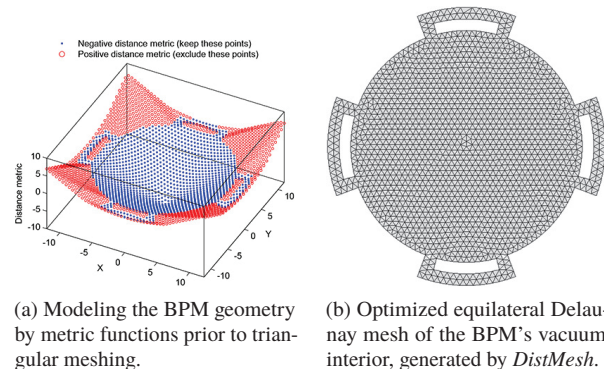 Negative distance metric (keep these points)
Positive distance metric (exclude these points)
Distance metric
10
5
0
-5
-10
-10
-5
0
5
10
X
-10
-5
0
5
10
Y
(a) Modeling the BPM geometry
by metric functions prior to trian-
gular meshing.
(b) Optimized equilateral Delau-
nay mesh of the BPM's vacuum
interior, generated by DistMesh.